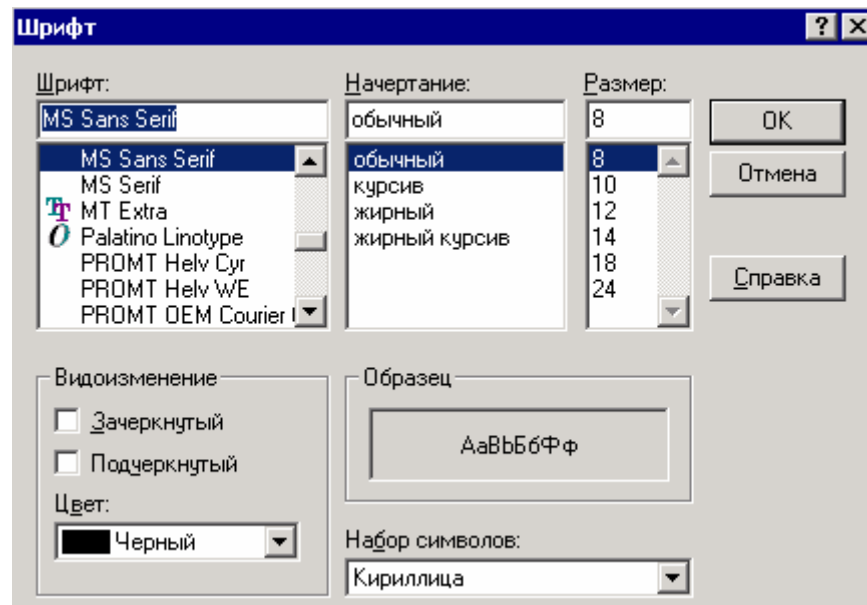 Шрифт
Шрифт:
MS Sans Serif
MS Sans Serif
MS Serif
MT Extra
Palatino Linotype
PROMT Helv Cyr
PROMT Helv WE
PROMT OEM Courier
Начертание:
обычный
обычный
курсив
жирный
жирный курсив
Размер:
8
8
10
12
14
18
24
OK
Отмена
Справка
Видоизменение
Зачеркнутый
Подчеркнутый
Цвет:
Черный
Образец
АаВbБбФф
Набор символов:
Кириллица